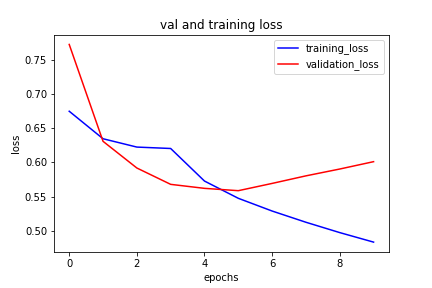 val and training loss
training_loss
validation_loss
0.75
0.70
0.65
0.60
0.55
0.50
loss
0
2
4
6
8
epochs